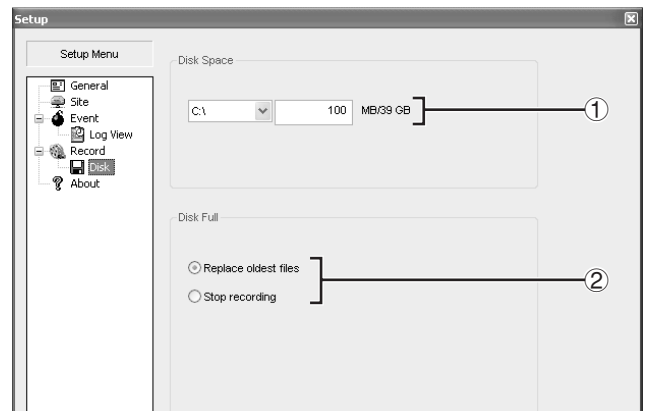 Setup
Setup Menu
General
Site
Event
Log View
Record
Disk
About
Disk Space
C:\ 100 MB/39 GB ①
Disk Full
Replace oldest files
Stop recording
②